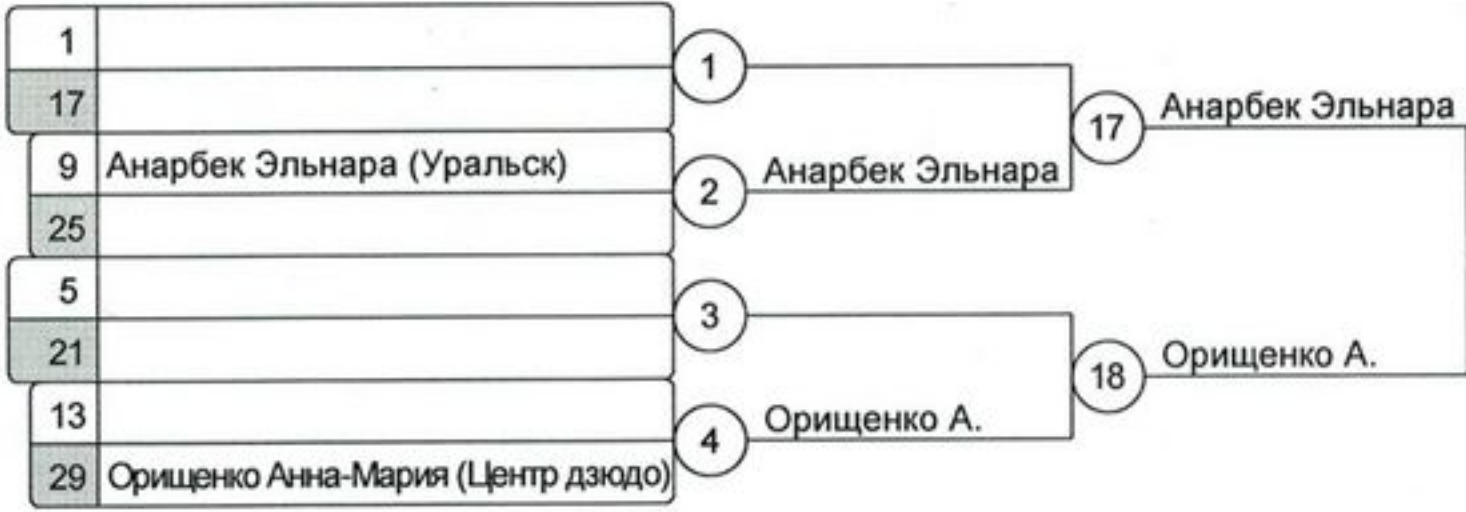 1
17
9 Анарбек Эльнара (Уральск)
25
5
21
13
29 Орищенко Анна-Мария (Центр дзюдо)
1
2 Анарбек Эльнара
3
4 Орищенко А.
17 Анарбек Эльнара
18 Орищенко А.